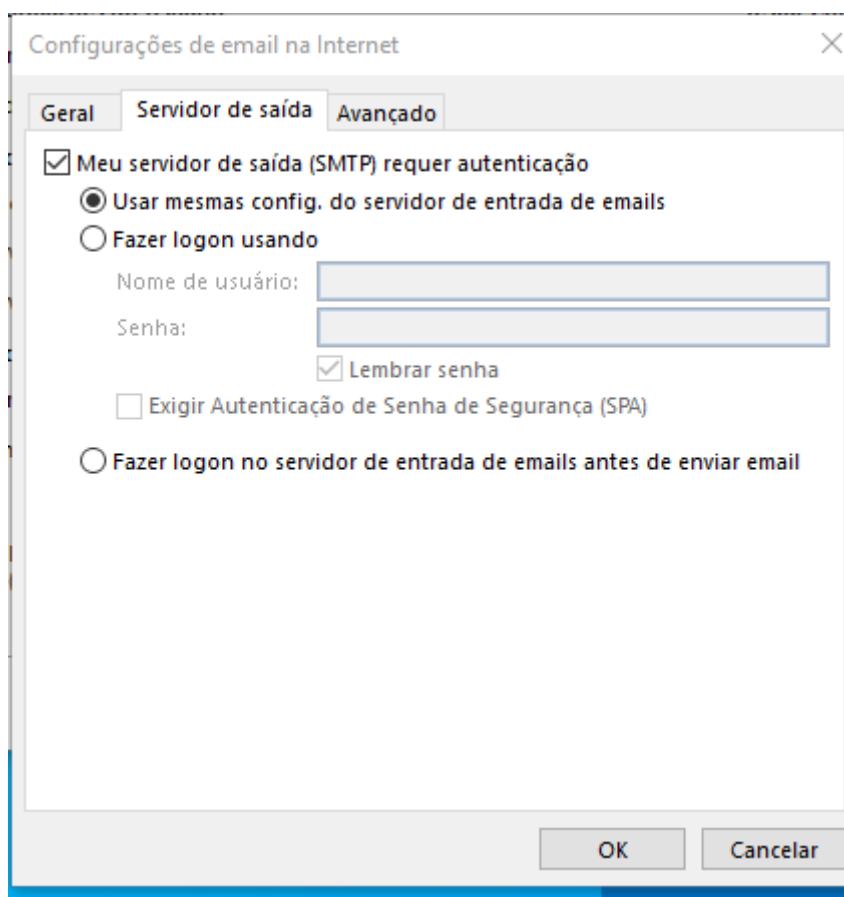 Configurações de email na Internet
Geral
Servidor de saída
Avançado
Meu servidor de saída (SMTP) requer autenticação
Usar mesmas config. do servidor de entrada de emails
Fazer logon usando
Nome de usuário:
Senha:
Lembrar senha
Exigir Autenticação de Senha de Segurança (SPA)
Fazer logon no servidor de entrada de emails antes de enviar email
OK
Cancelar